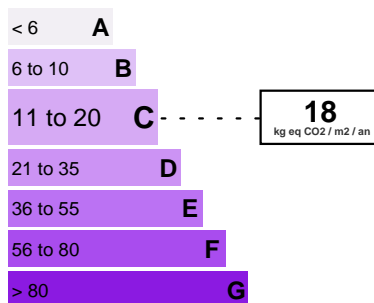 < 6 A
6 to 10 B
11 to 20 C
18
kg eq CO2 / m2 / an
21 to 35 D
36 to 55 E
56 to 80 F
> 80 G